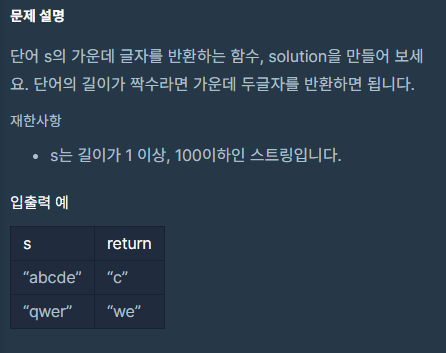 문제 설명
단어 s의 가운데 글자를 반환하는 함수, solution을 만들어 보세
요. 단어의 길이가 짝수라면 가운데 두글자를 반환하면 됩니다.
재한사항
• s는 길이가 1 이상, 100이하인 스트링입니다.
입출력 예
s return
“abcde” “c”
“qwer” “we”